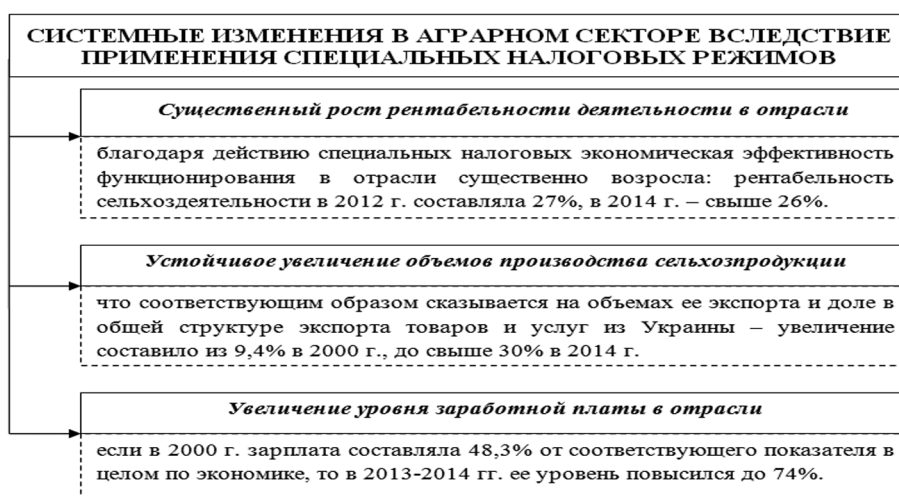 СИСТЕМНЫЕ ИЗМЕНЕНИЯ В АГРАРНОМ СЕКТОРЕ ВСЛЕДСТВИЕ
ПРИМЕНЕНИЯ СПЕЦИАЛЬНЫХ НАЛОГОВЫХ РЕЖИМОВ
Существенный рост рентабельности деятельности в отрасли
благодаря действию специальных налоговых экономическая эффективность
функционирования в отрасли существенно возросла: рентабельность
сельхоздеятельности в 2012 г. составляла 27%, в 2014 г. – свыше 26%.
Устойчивое увеличение объемов производства сельхозпродукции
что соответствующим образом сказывается на объемах ее экспорта и доле в
общей структуре экспорта товаров и услуг из Украины – увеличение
составило из 9,4% в 2000 г., до свыше 30% в 2014 г.
Увеличение уровня заработной платы в отрасли
если в 2000 г. зарплата составляла 48,3% от соответствующего показателя в
целом по экономике, то в 2013-2014 гг. ее уровень повысился до 74%.